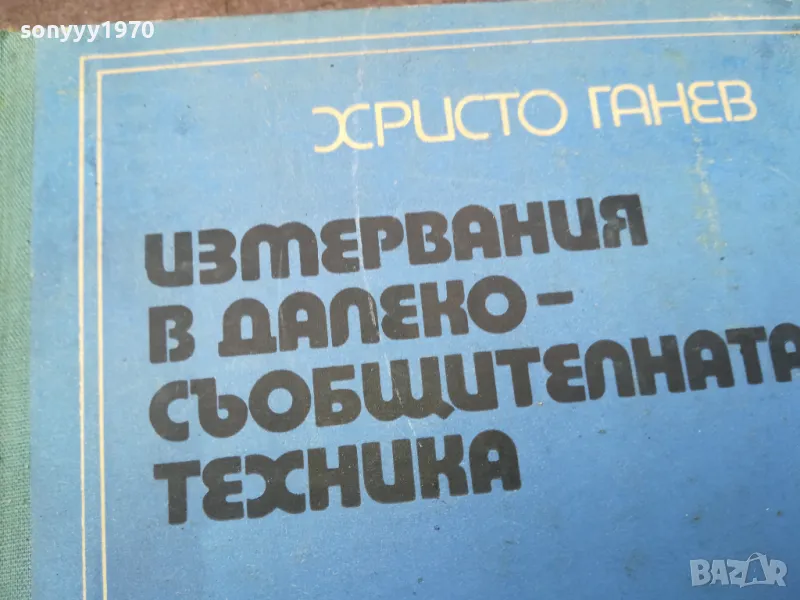 sonyyy1970
ХРИСТО ГАНЕВ
ИЗМЕРВАНИЯ
В ДАЛЕКО-
СЪОБЩИТЕЛНАТА
ТЕХНИКА
BAZAR